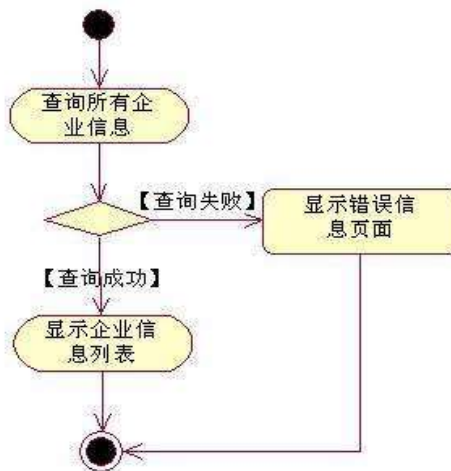 查询所有企
业信息
【查询失败】
显示错误信
息页面
【查询成功】
显示企业信
息列表